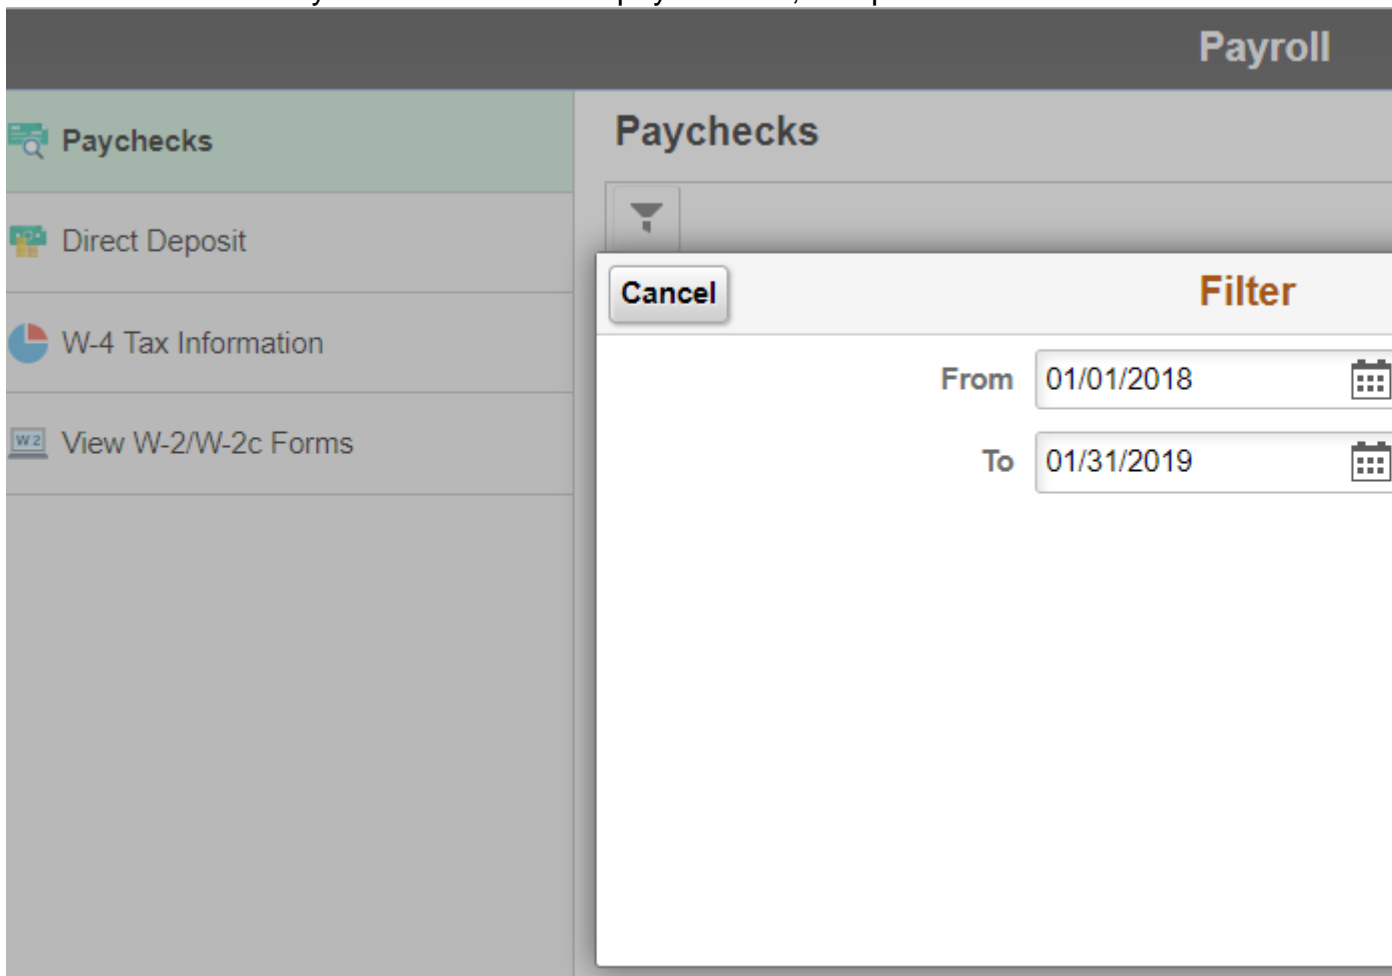 Payroll
Paychecks
Direct Deposit
W-4 Tax Information
W2
View W-2/W-2c Forms
Paychecks
Cancel
Filter
From 01/01/2018
To 01/31/2019